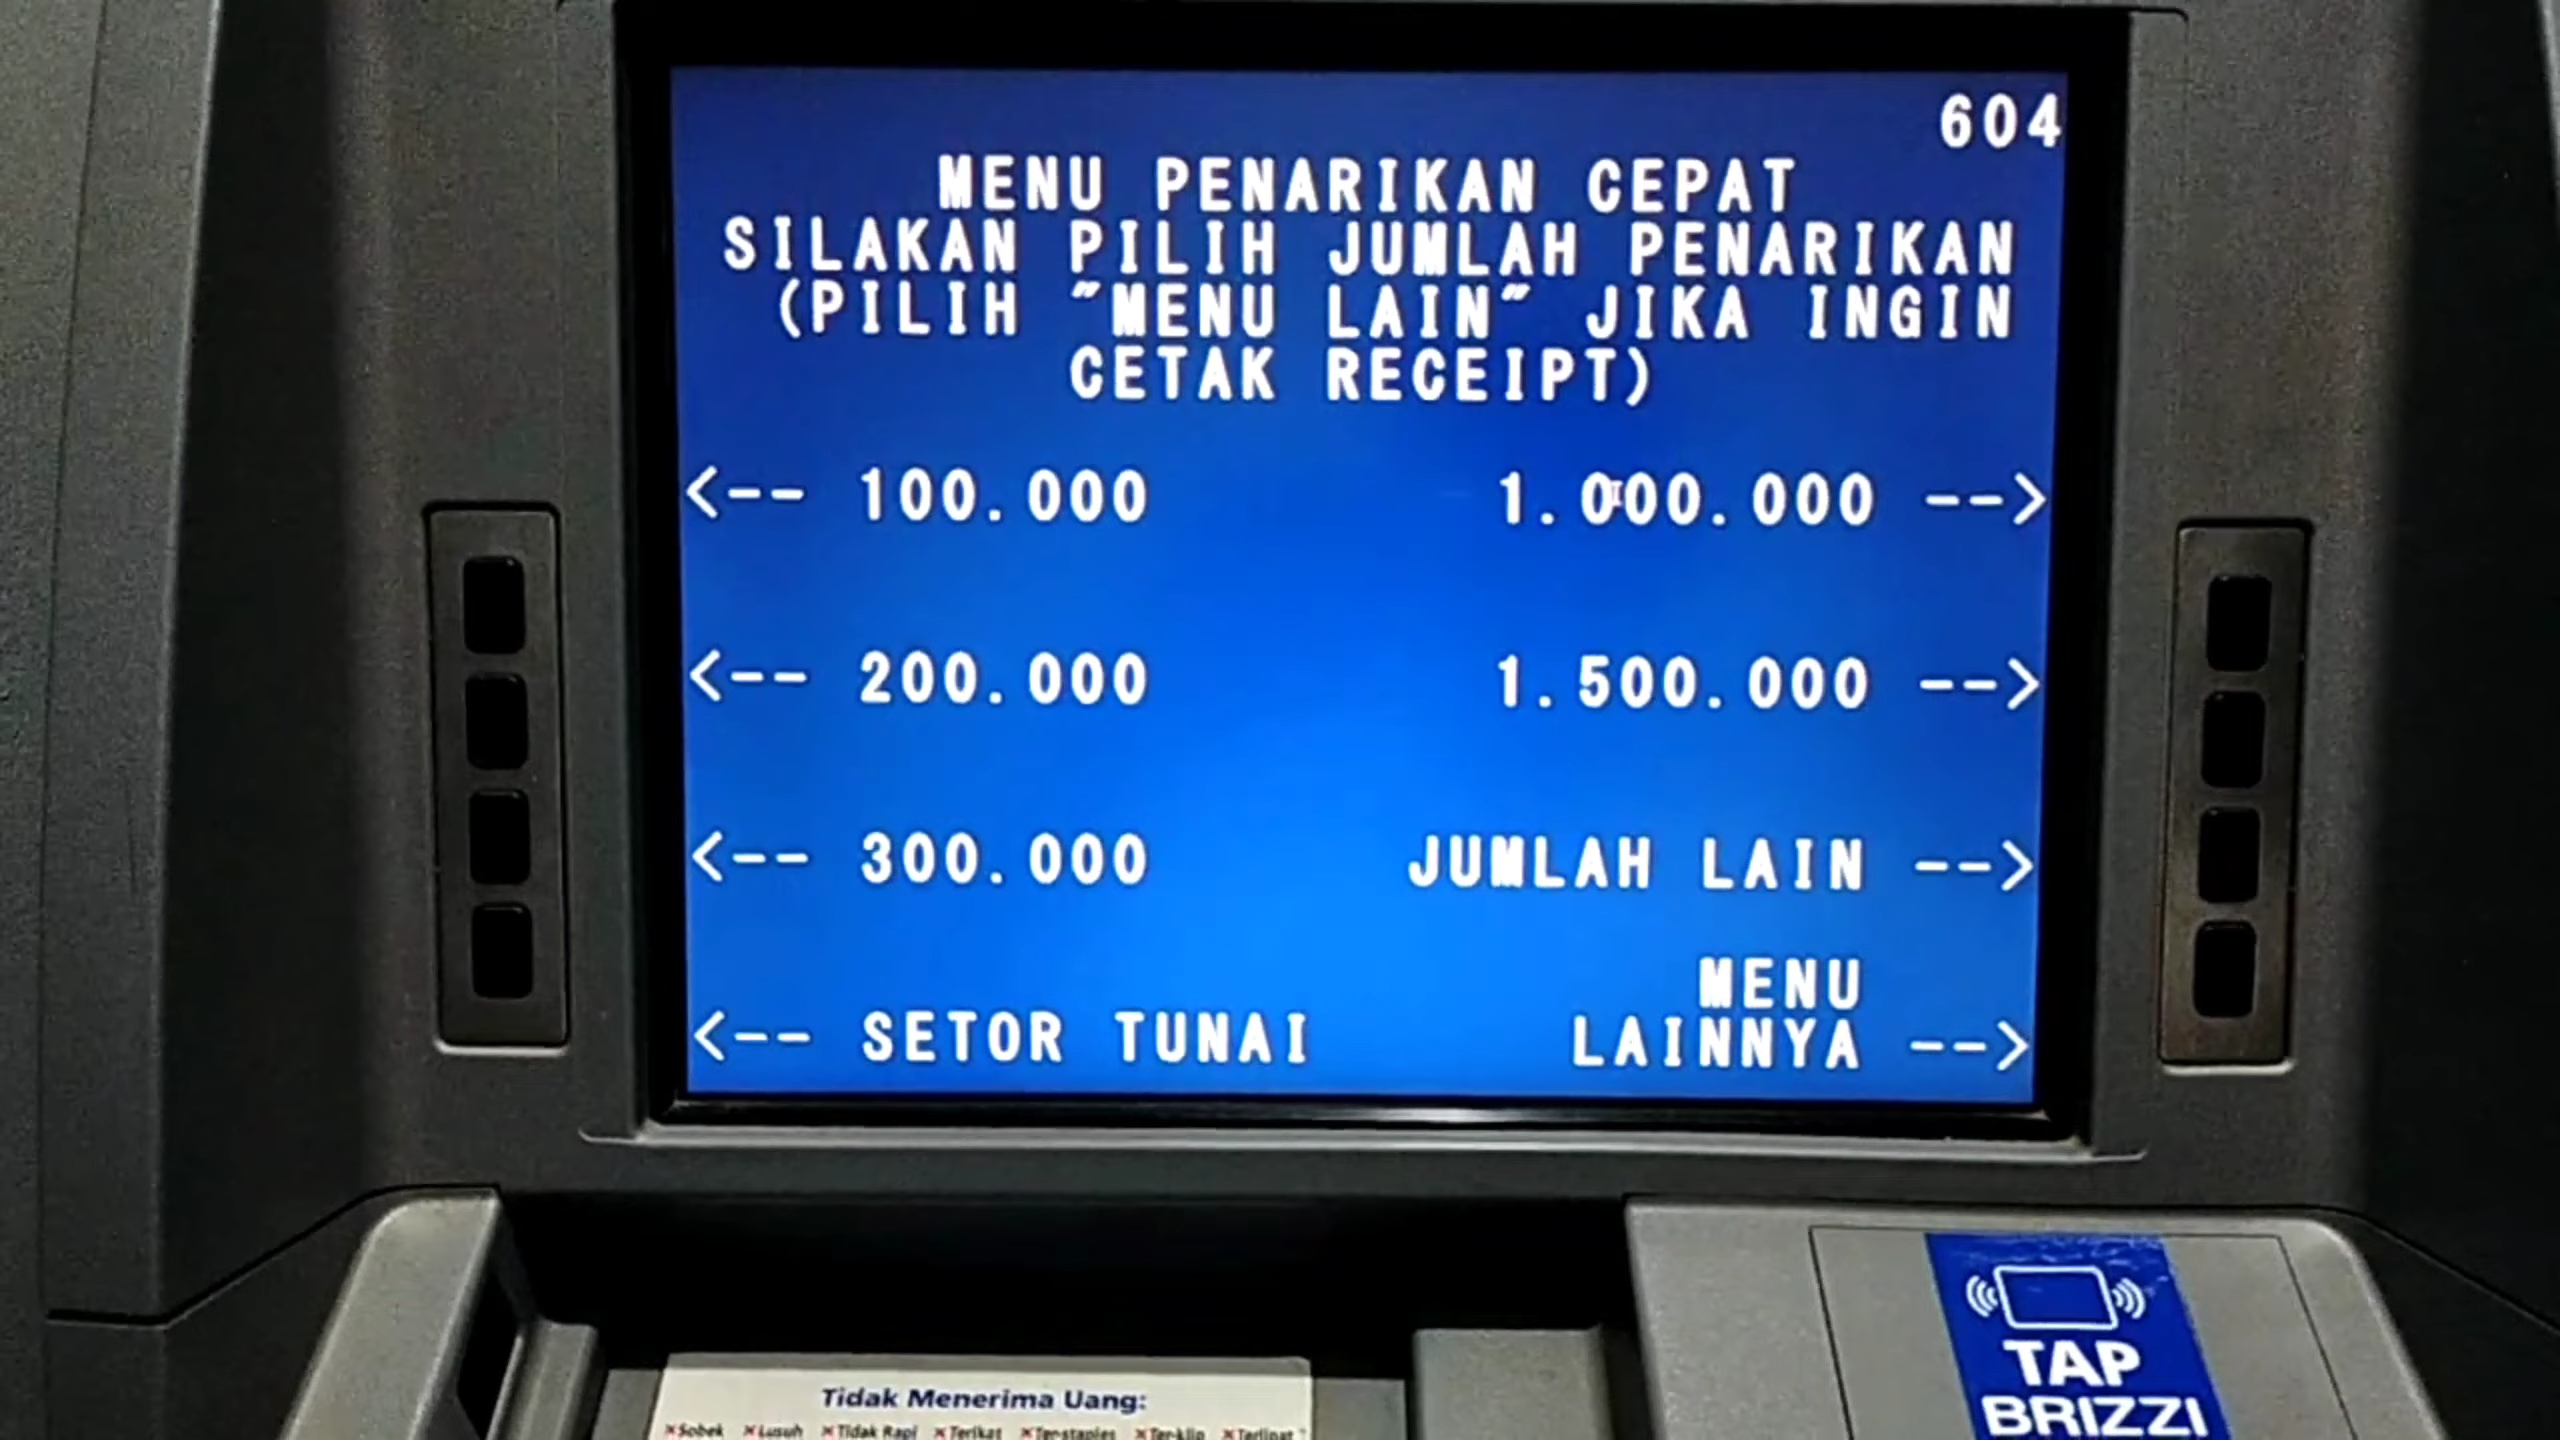 604
MENU PENARIKAN CEPAT
SILAKAN PILIH JUMLAH PENARIKAN
(PILIH "MENU LAIN" JIKA INGIN
CETAK RECEIPT)
<-- 100.000
1.000.000 -->
<-- 200.000
1.500.000 -->
<-- 300.000
JUMLAH LAIN -->
<-- SETOR TUNAI
MENU
LAINNYA -->
Tidak Menerima Uang:
×Sobek ×Lusuh ×Tidak Rapi ×Terikat ×Ter-staples ×Ter-klip ×Terlipat
TAP
BRIZZI